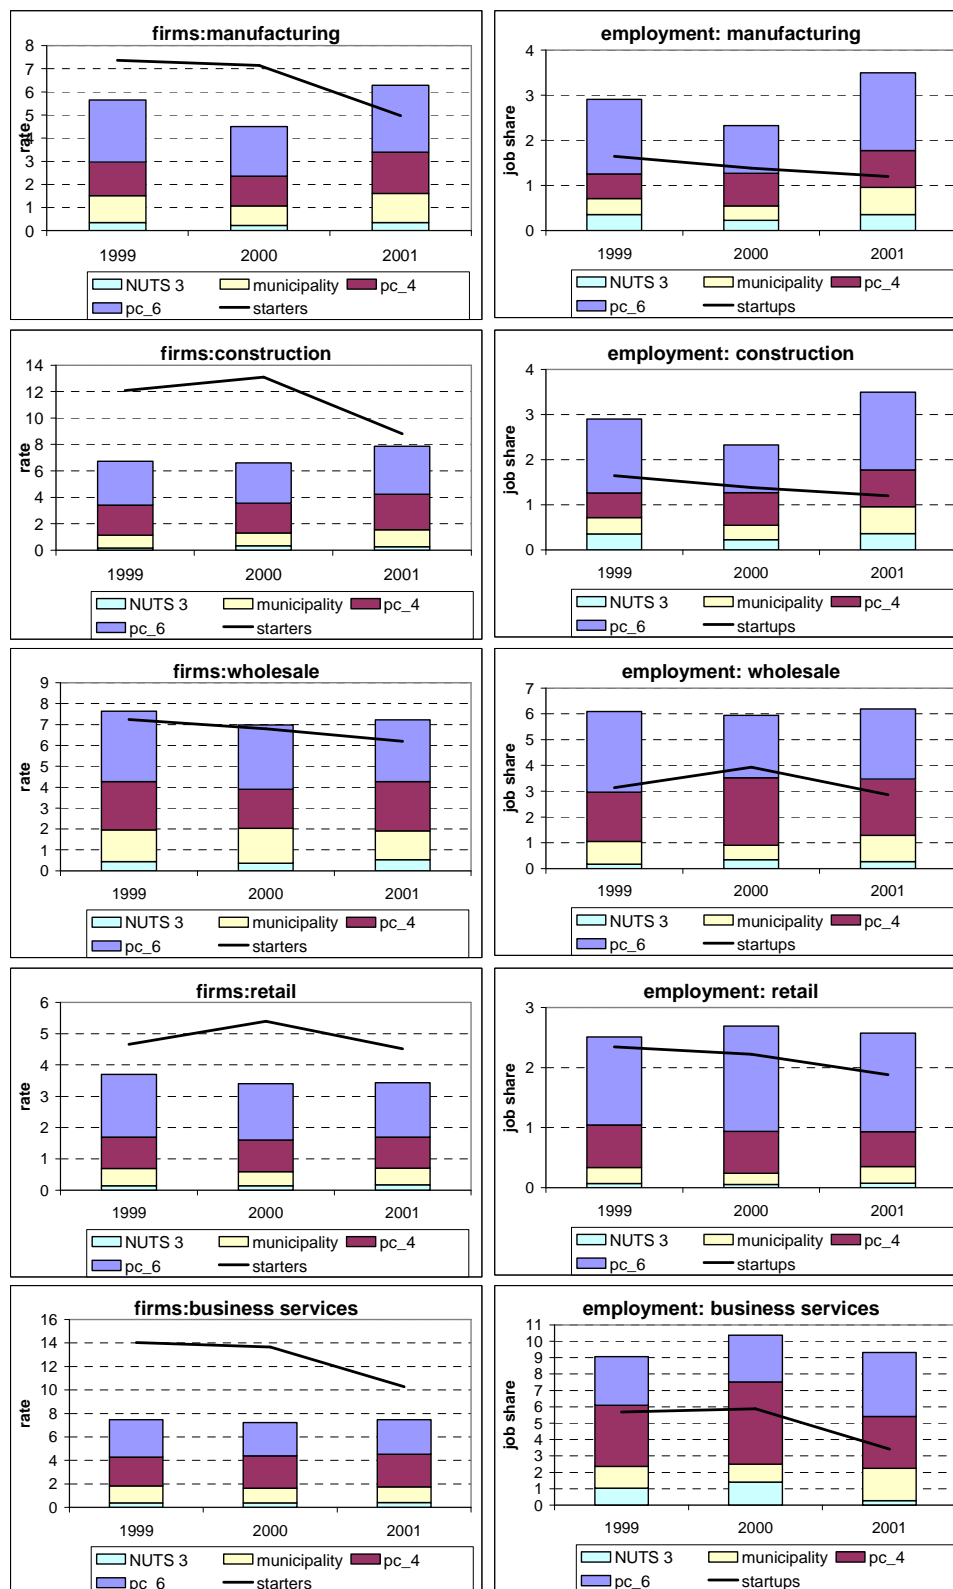 firms:manufacturing
8
7
6
5
4
3
2
1
0
rate
1999 2000 2001
NUTS 3 municipality pc_4
pc_6 starters
employment: manufacturing
4
3
2
1
0
job share
1999 2000 2001
NUTS 3 municipality pc_4
pc_6 startups
firms:construction
14
12
10
8
6
4
2
0
rate
1999 2000 2001
NUTS 3 municipality pc_4
pc_6 starters
employment: construction
4
3
2
1
0
job share
1999 2000 2001
NUTS 3 municipality pc_4
pc_6 startups
firms:wholesale
9
8
7
6
5
4
3
2
1
0
rate
1999 2000 2001
NUTS 3 municipality pc_4
pc_6 starters
employment: wholesale
7
6
5
4
3
2
1
0
job share
1999 2000 2001
NUTS 3 municipality pc_4
pc_6 startups
firms:retail
6
5
4
3
2
1
0
rate
1999 2000 2001
NUTS 3 municipality pc_4
pc_6 starters
employment: retail
3
2
1
0
job share
1999 2000 2001
NUTS 3 municipality pc_4
pc_6 startups
firms:business services
16
14
12
10
8
6
4
2
0
rate
1999 2000 2001
NUTS 3 municipality pc_4
pc_6 starters
employment: business services
11
10
9
8
7
6
5
4
3
2
1
0
job share
1999 2000 2001
NUTS 3 municipality pc_4
pc_6 startups